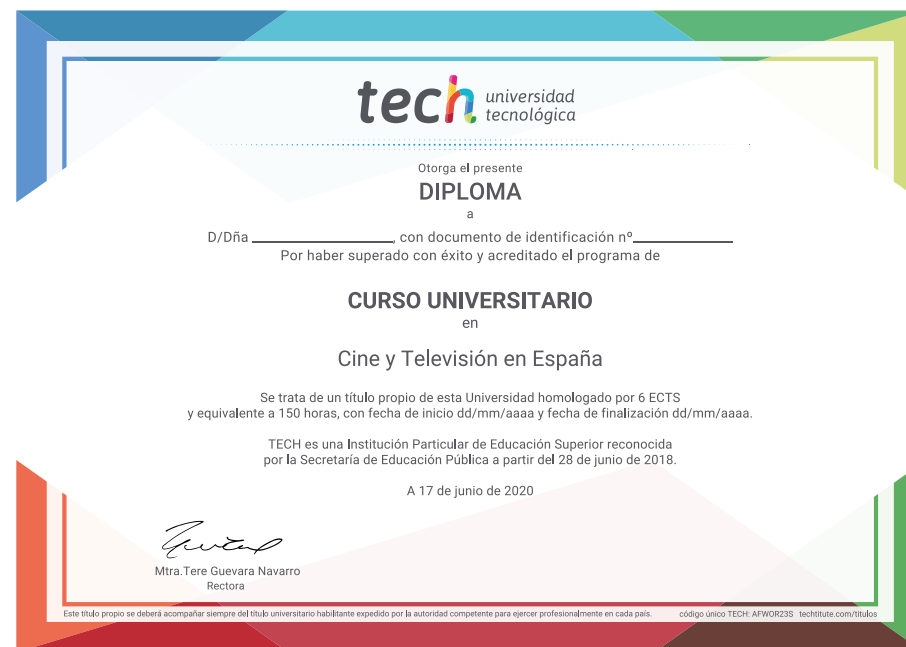 tech universidad
tecnológica
Otorga el presente
DIPLOMA
a
D/Dña ____________________, con documento de identificación nº______________
Por haber superado con éxito y acreditado el programa de
CURSO UNIVERSITARIO
en
Cine y Televisión en España
Se trata de un título propio de esta Universidad homologado por 6 ECTS
y equivalente a 150 horas, con fecha de inicio dd/mm/aaaa y fecha de finalización dd/mm/aaaa.
TECH es una Institución Particular de Educación Superior reconocida
por la Secretaría de Educación Pública a partir del 28 de junio de 2018.
A 17 de junio de 2020
Mtra.Tere Guevara Navarro
Rectora
Este título propio se deberá acompañar siempre del título universitario habilitante expedido por la autoridad competente para ejercer profesionalmente en cada país. código único TECH: AFWOR23S techtitute.com/títulos